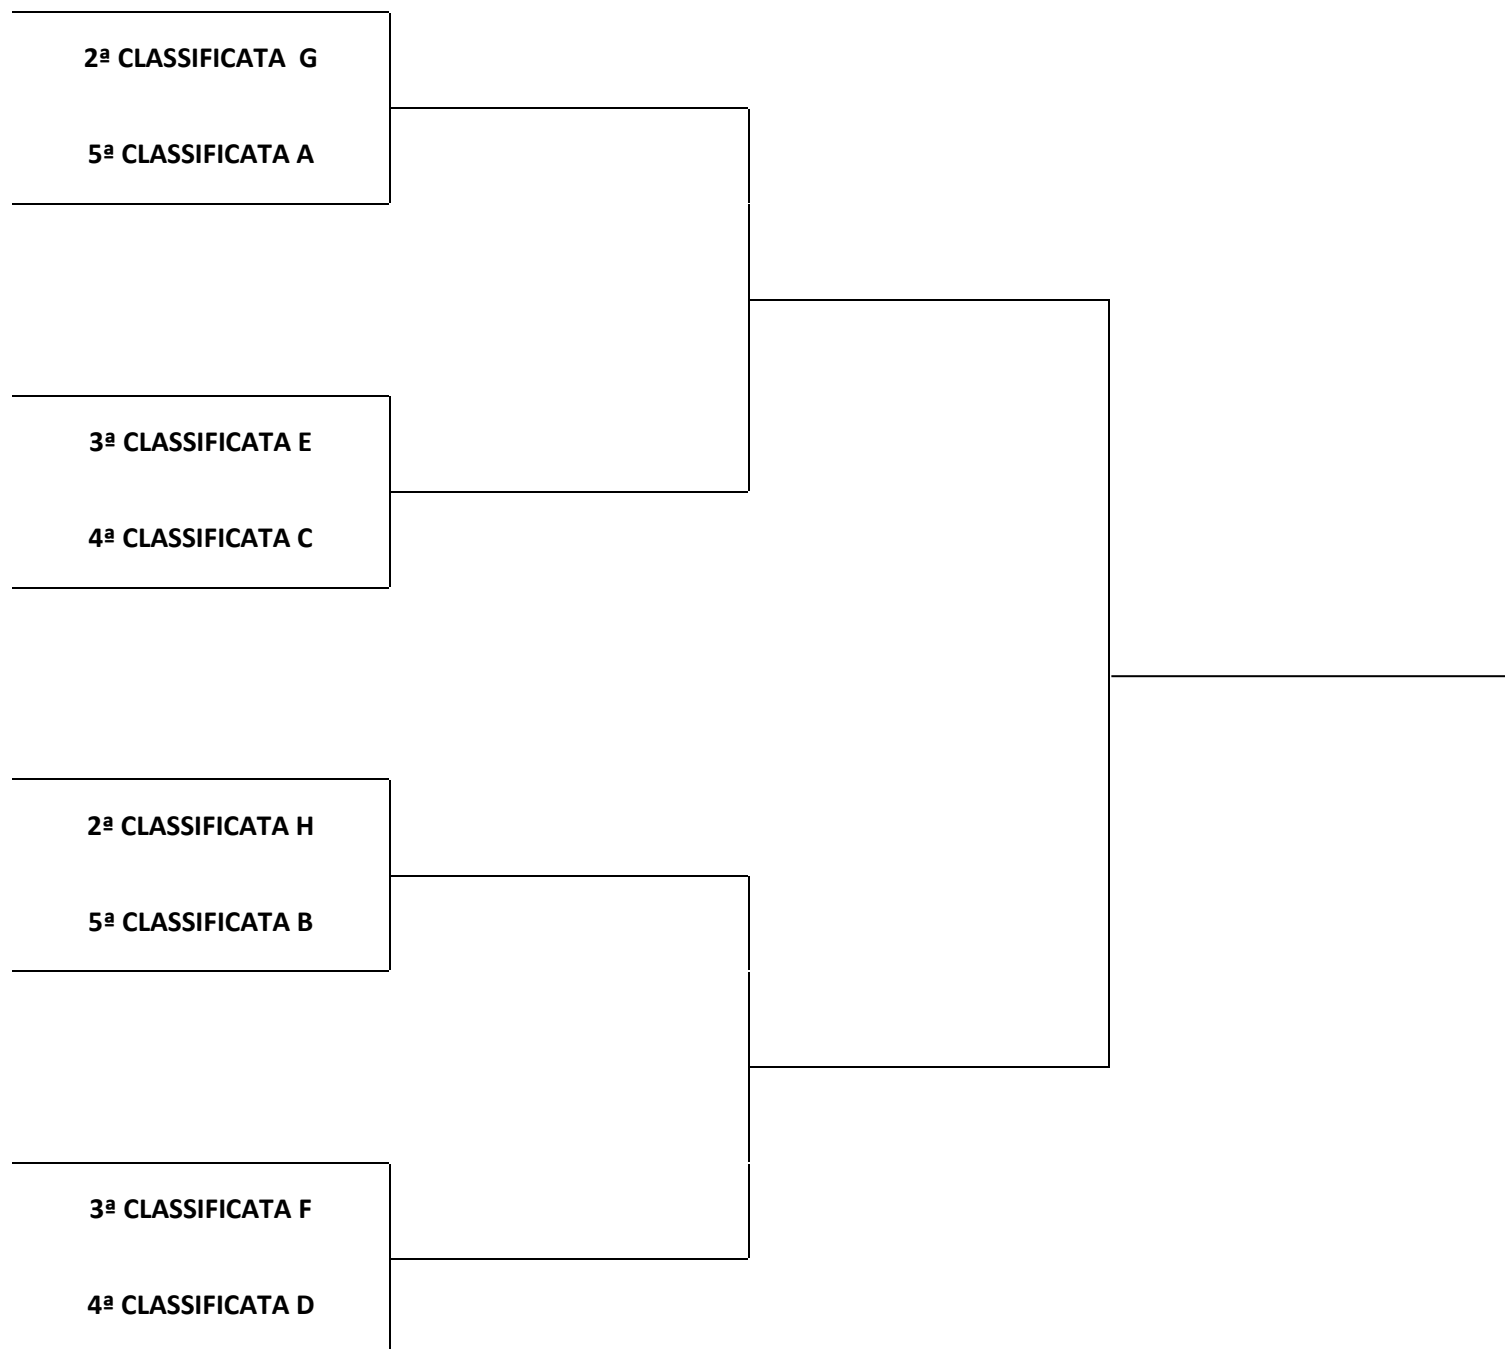 2ª CLASSIFICATA  G
5ª CLASSIFICATA A
3ª CLASSIFICATA E
4ª CLASSIFICATA C
2ª CLASSIFICATA H
5ª CLASSIFICATA B
3ª CLASSIFICATA F
4ª CLASSIFICATA D